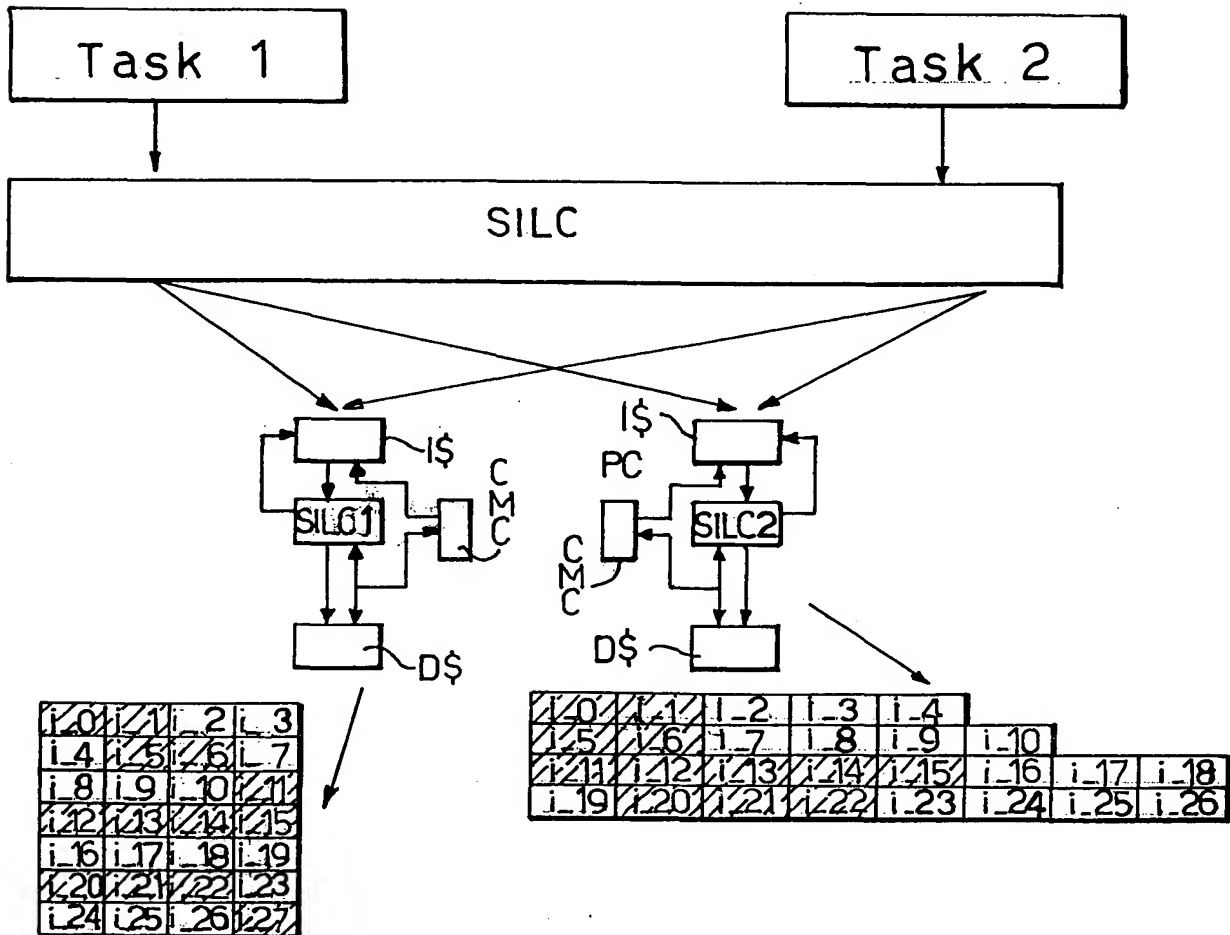 Task 1
Task 2
SILC
I$
I$
PC
CMC
CMC
SILC1
SILC2
D$
D$
i_0 i_1 i_2 i_3
i_4 i_5 i_6 i_7
i_8 i_9 i_10 i_11
i_12 i_13 i_14 i_15
i_16 i_17 i_18 i_19
i_20 i_21 i_22 i_23
i_24 i_25 i_26 i_27
i_0 i_1 i_2 i_3 i_4
i_5 i_6 i_7 i_8 i_9 i_10
i_11 i_12 i_13 i_14 i_15 i_16 i_17 i_18
i_19 i_20 i_21 i_22 i_23 i_24 i_25 i_26